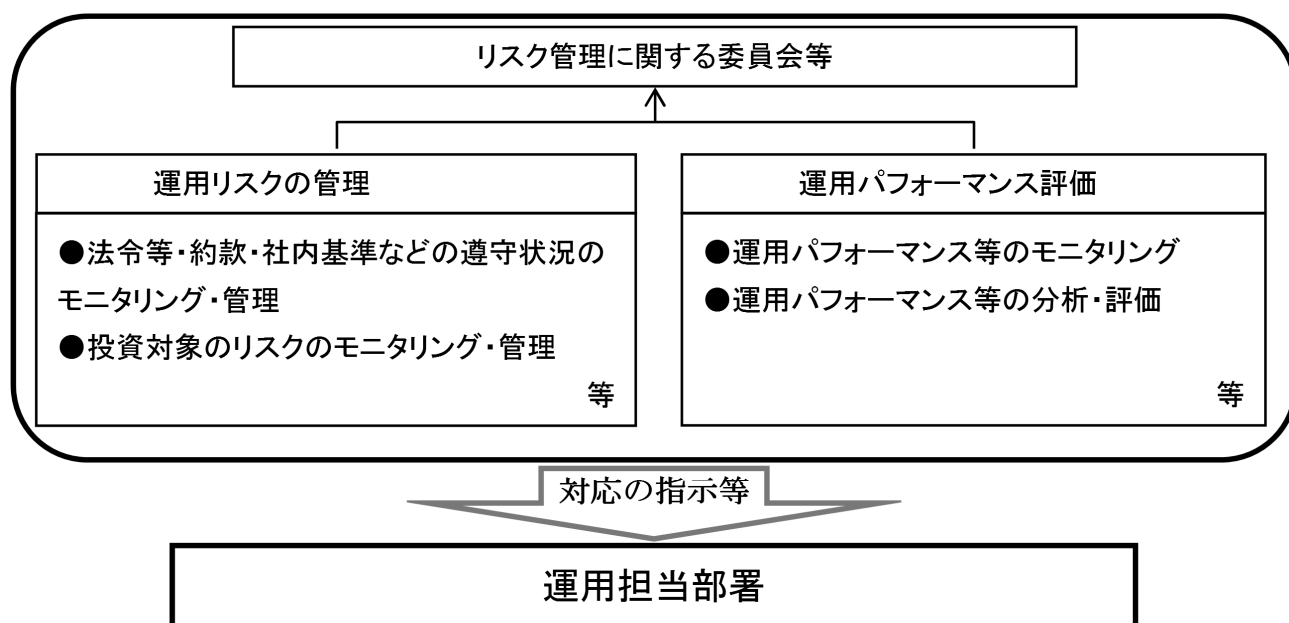 リスク管理に関する委員会等
運用リスクの管理
●法令等・約款・社内基準などの遵守状況の
モニタリング・管理
●投資対象のリスクのモニタリング・管理
等
運用パフォーマンス評価
●運用パフォーマンス等のモニタリング
●運用パフォーマンス等の分析・評価
等
対応の指示等
運用担当部署